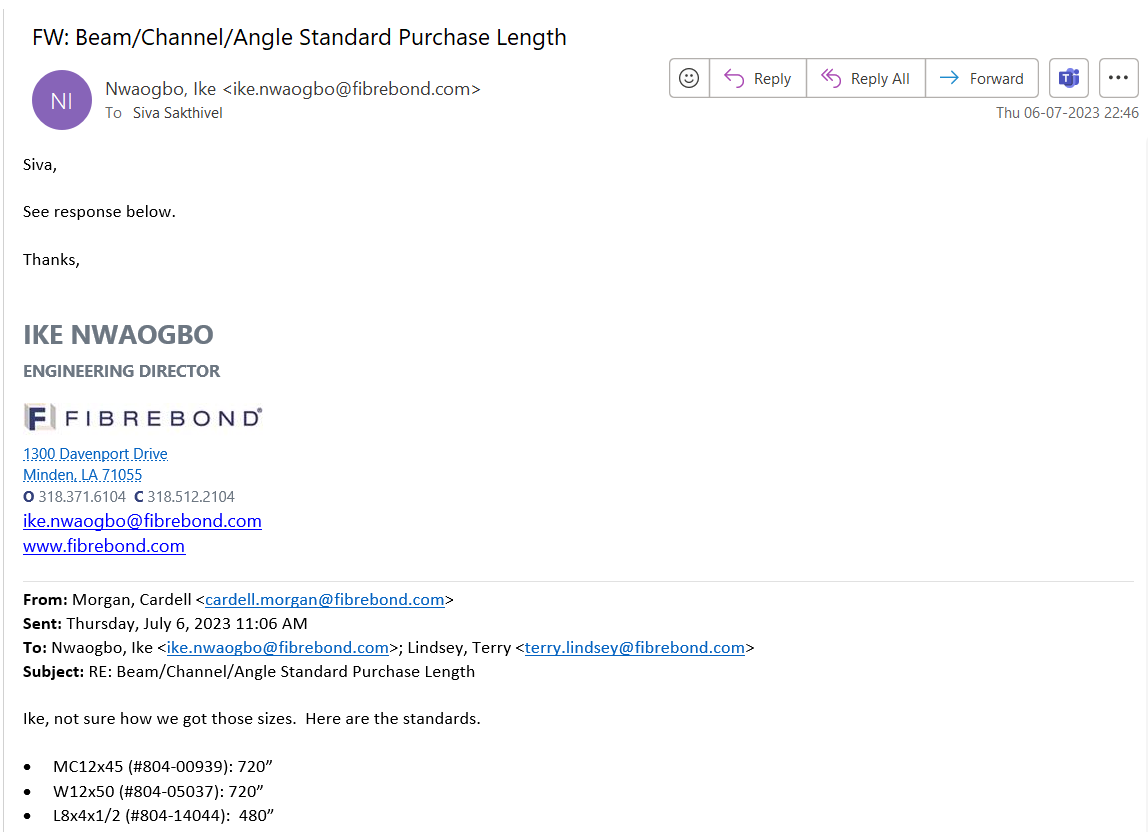 FW: Beam/Channel/Angle Standard Purchase Length
NI
Nwaogbo, Ike <ike.nwaogbo@fibrebond.com>
To Siva Sakthivel
Reply
Reply All
Forward
Thu 06-07-2023 22:46
Siva,
See response below.
Thanks,
IKE NWAOGBO
ENGINEERING DIRECTOR
F FIBREBOND®
1300 Davenport Drive
Minden, LA 71055
O 318.371.6104 C 318.512.2104
ike.nwaogbo@fibrebond.com
www.fibrebond.com
From: Morgan, Cardell <cardell.morgan@fibrebond.com>
Sent: Thursday, July 6, 2023 11:06 AM
To: Nwaogbo, Ike <ike.nwaogbo@fibrebond.com>; Lindsey, Terry <terry.lindsey@fibrebond.com>
Subject: RE: Beam/Channel/Angle Standard Purchase Length
Ike, not sure how we got those sizes. Here are the standards.
• MC12x45 (#804-00939): 720”
• W12x50 (#804-05037): 720”
• L8x4x1/2 (#804-14044): 480”